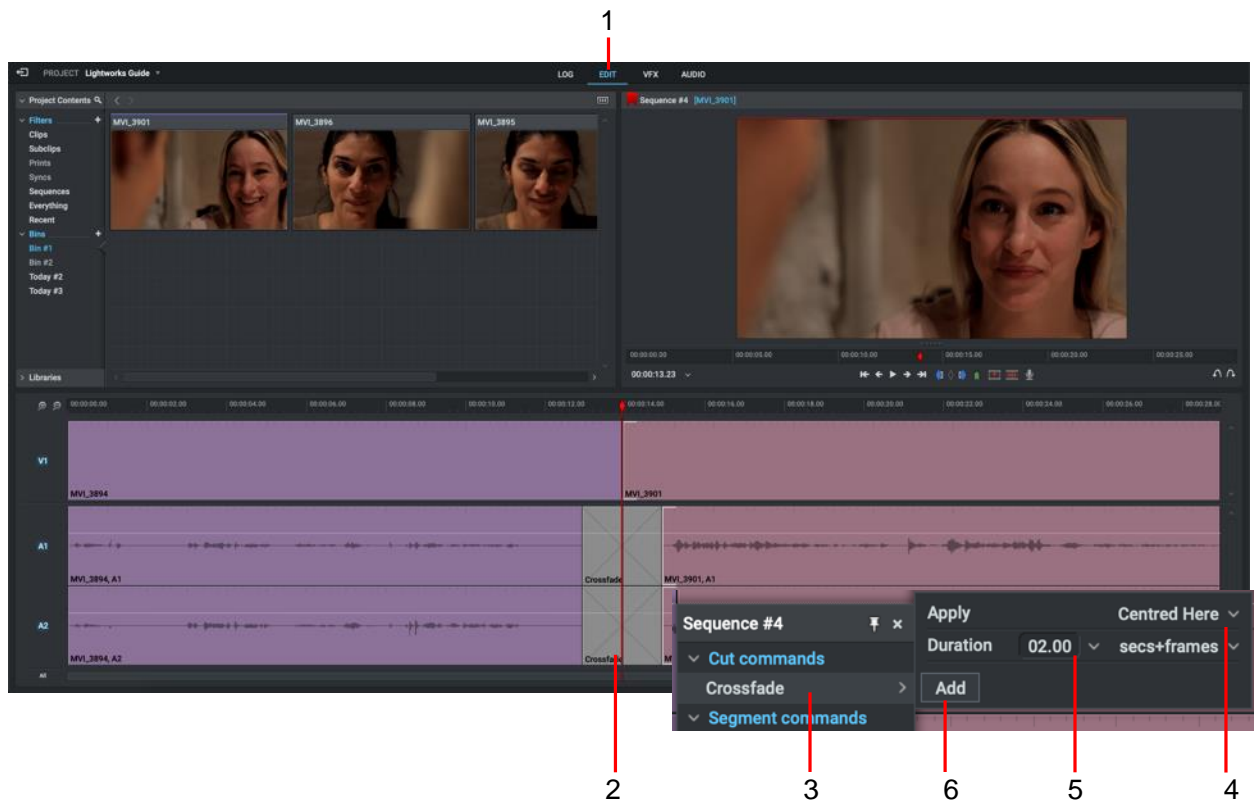 1
PROJECT Lightworks Guide
LOG EDIT VFX AUDIO
Project Contents
Filters +
Clips
Subclips
Prints
Syncs
Sequences
Everything
Recent
Bins +
Bin #1
Bin #2
Today #2
Today #3
Libraries
MVI_3901 MVI_3896 MVI_3895
Sequence #4 [MVI_3901]
00:00:00.00 00:00:05.00 00:00:10.00 00:00:15.00 00:00:20.00 00:00:25.00
00:00:13.23
00:00:00.00 00:00:02.00 00:00:04.00 00:00:06.00 00:00:08.00 00:00:10.00 00:00:12.00 00:00:14.00 00:00:16.00 00:00:18.00 00:00:20.00 00:00:22.00 00:00:24.00 00:00:26.00 00:00:28.00
V1
MVI_3894 MVI_3901
A1
MVI_3894, A1 Crossfade MVI_3901, A1
A2
MVI_3894, A2 Crossfade M
Sequence #4 ×
Cut commands
Crossfade >
Segment commands
Apply Centred Here
Duration 02.00 secs+frames
Add
2 3 6 5 4